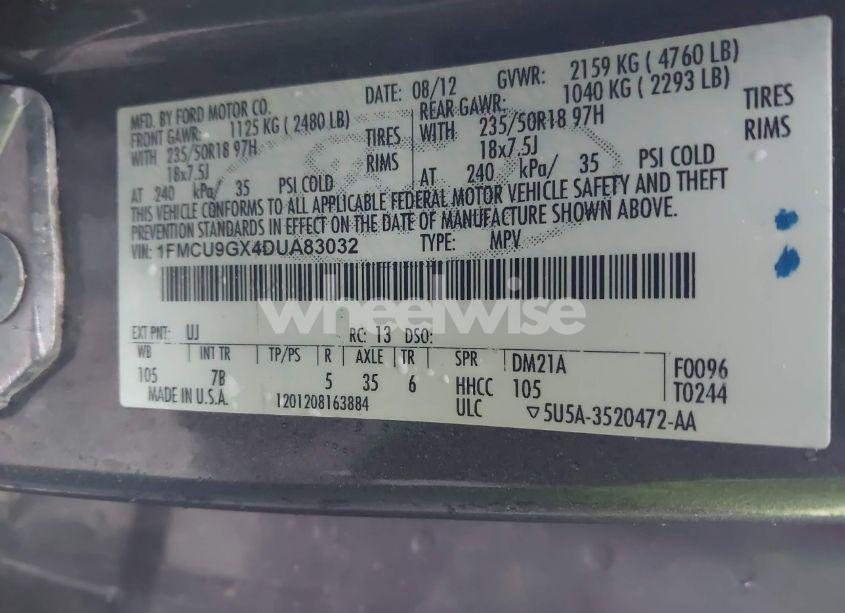 MFD. BY FORD MOTOR CO. DATE: 08/12 GVWR: 2159 KG ( 4760 LB)
FRONT GAWR: 1125 KG ( 2480 LB) REAR GAWR: 1040 KG ( 2293 LB)
WITH 235/50R18 97H TIRES WITH 235/50R18 97H TIRES
18x7.5J RIMS 18x7.5J RIMS
AT 240 kPa/ 35 PSI COLD AT 240 kPa/ 35 PSI COLD
THIS VEHICLE CONFORMS TO ALL APPLICABLE FEDERAL MOTOR VEHICLE SAFETY AND THEFT
PREVENTION STANDARDS IN EFFECT ON THE DATE OF MANUFACTURE SHOWN ABOVE.
VIN: 1FMCU9GX4DUA83032 TYPE: MPV
wheelwise
EXT PNT: UJ RC: 13 DSO:
WB INT TR TP/PS R AXLE TR SPR DM21A F0096
105 7B 5 35 6 HHCC 105 T0244
MADE IN U.S.A. 1201208163884 ULC ▽5U5A-3520472-AA